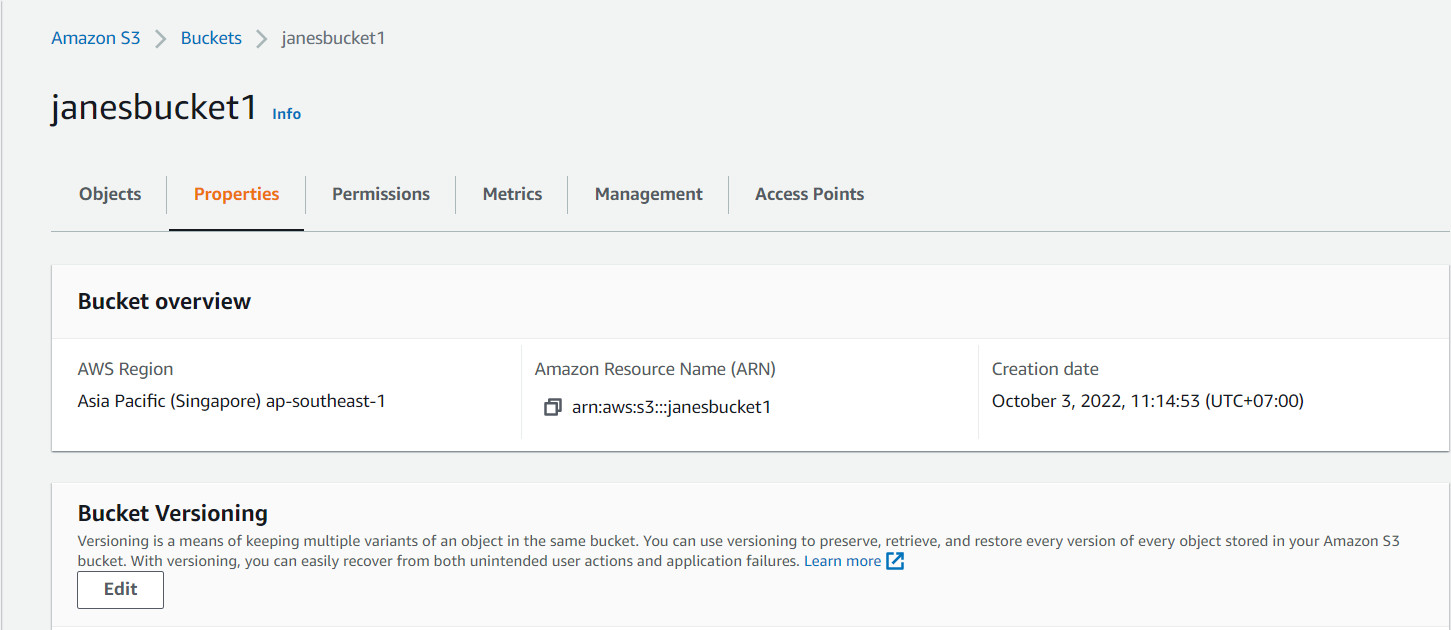 Amazon S3 > Buckets > janesbucket1
janesbucket1 Info
Objects Properties Permissions Metrics Management Access Points
Bucket overview
AWS Region
Asia Pacific (Singapore) ap-southeast-1
Amazon Resource Name (ARN)
arn:aws:s3:::janesbucket1
Creation date
October 3, 2022, 11:14:53 (UTC+07:00)
Bucket Versioning
Versioning is a means of keeping multiple variants of an object in the same bucket. You can use versioning to preserve, retrieve, and restore every version of every object stored in your Amazon S3
bucket. With versioning, you can easily recover from both unintended user actions and application failures. Learn more
Edit